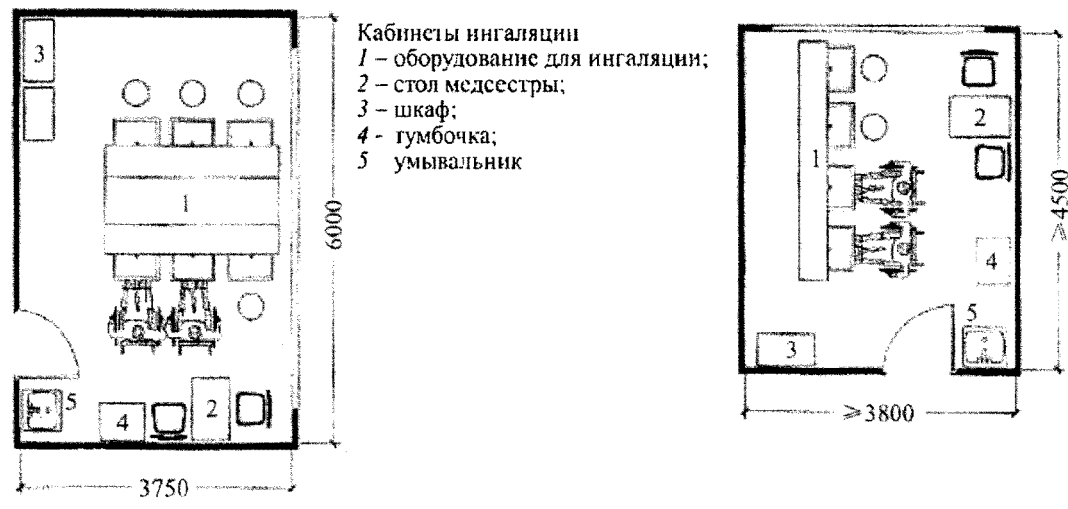 Кабинеты ингаляции
1 – оборудование для ингаляции;
2 – стол медсестры;
3 – шкаф;
4 - тумбочка;
5 умывальник
3
1
5
4
2
6000
3750
1
2
4
5
3
⩾4500
⩾3800